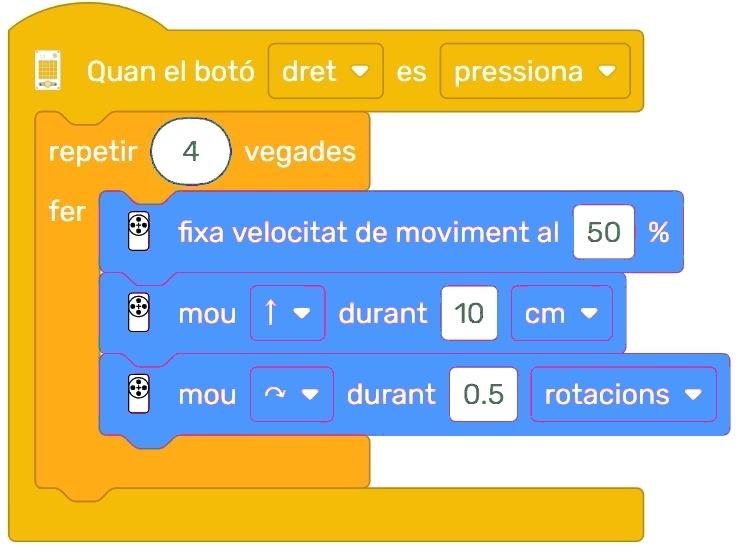 Quan el botó dret es pressiona
repetir 4 vegades
fer
fixa velocitat de moviment al 50 %
mou ↑ durant 10 cm
mou ↷ durant 0.5 rotacions